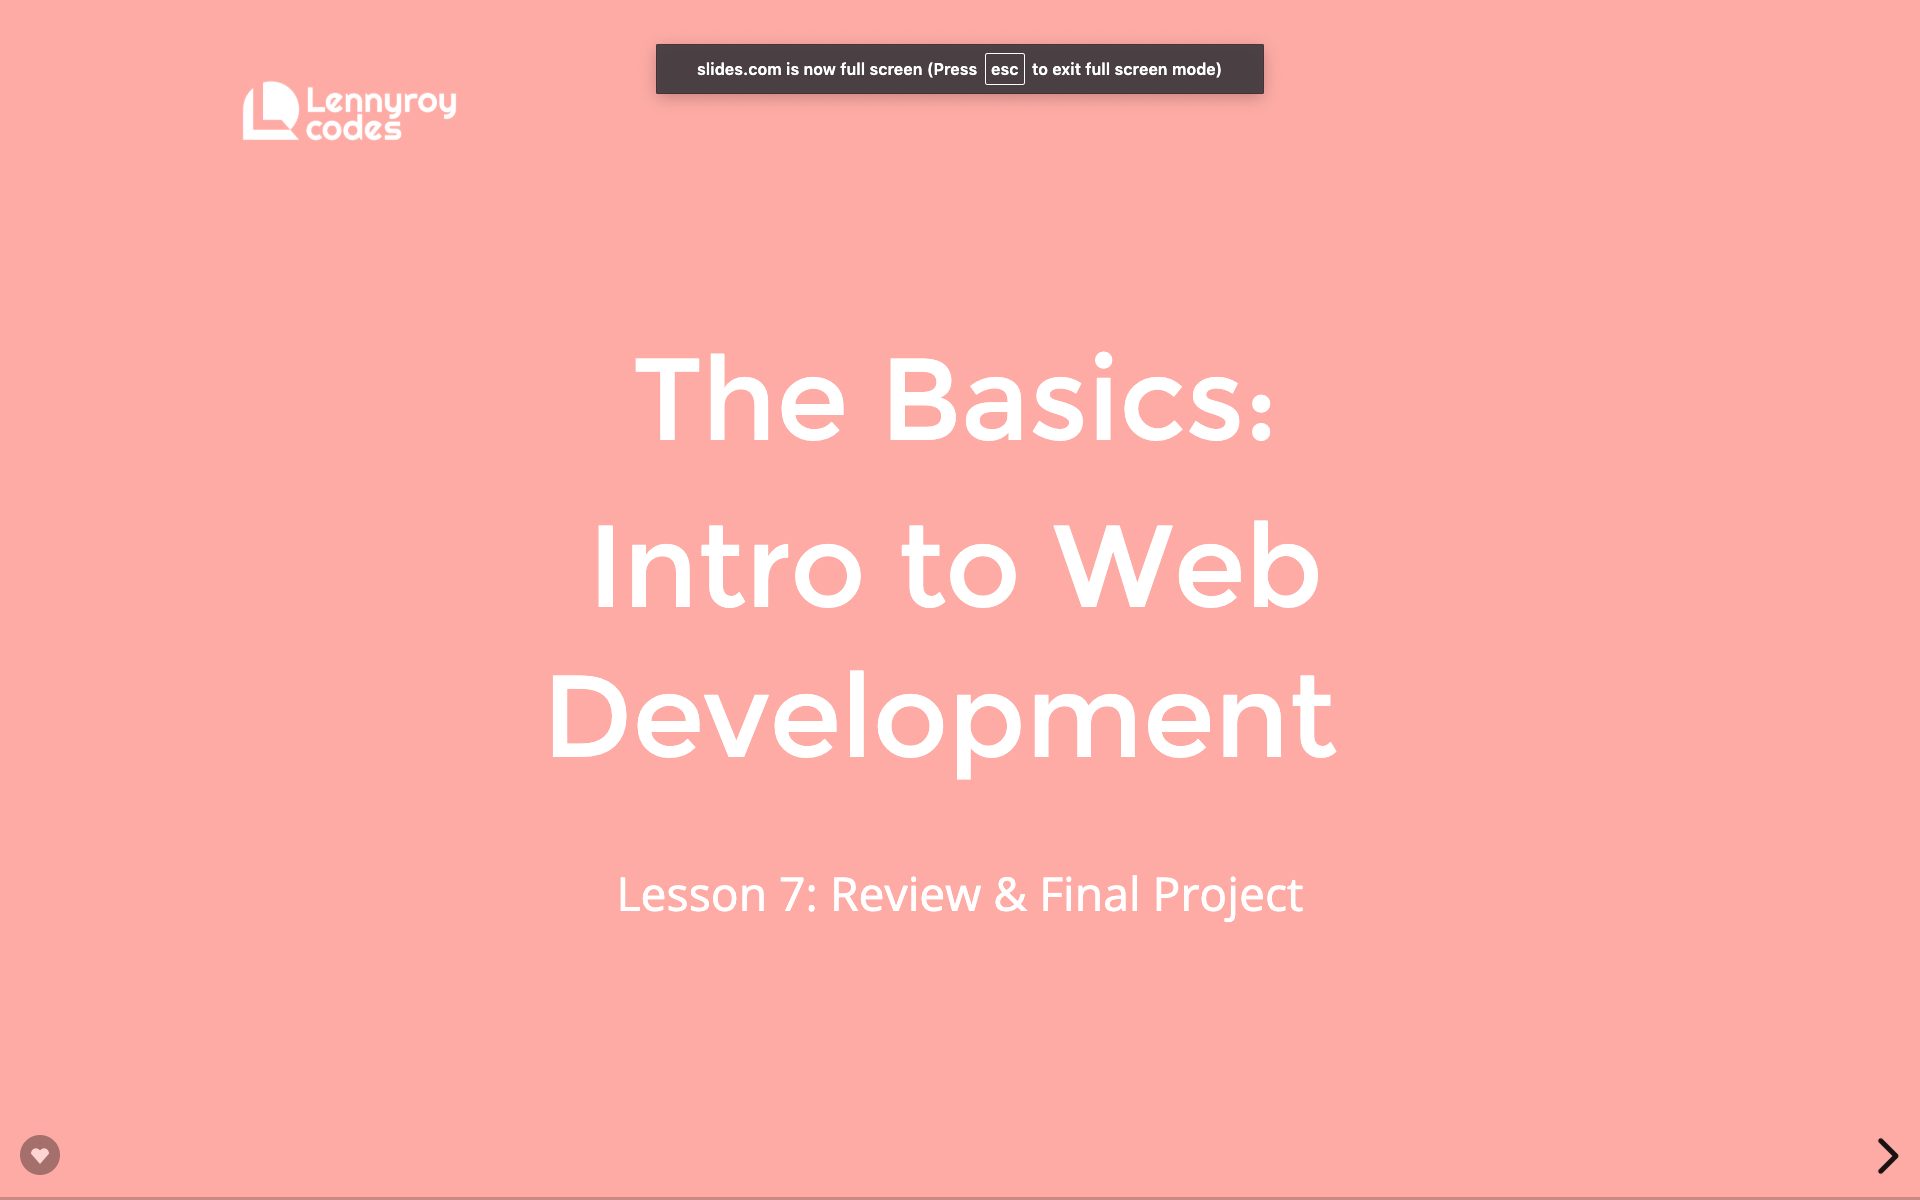 slides.com is now full screen (Press esc to exit full screen mode)
Lennyroy
codes
The Basics:
Intro to Web
Development
Lesson 7: Review & Final Project